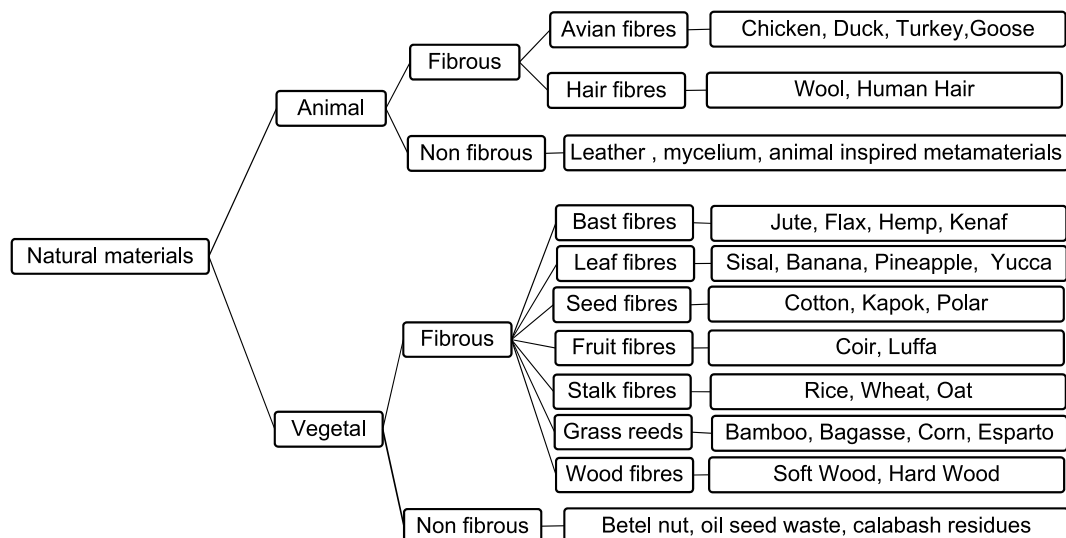 Avian fibres
Chicken, Duck, Turkey,Goose
Fibrous
Hair fibres
Wool, Human Hair
Animal
Non fibrous
Leather , mycelium, animal inspired metamaterials
Bast fibres
Jute, Flax, Hemp, Kenaf
Natural materials
Leaf fibres
Sisal, Banana, Pineapple, Yucca
Seed fibres
Cotton, Kapok, Polar
Fibrous
Fruit fibres
Coir, Luffa
Stalk fibres
Rice, Wheat, Oat
Vegetal
Grass reeds
Bamboo, Bagasse, Corn, Esparto
Wood fibres
Soft Wood, Hard Wood
Non fibrous
Betel nut, oil seed waste, calabash residues